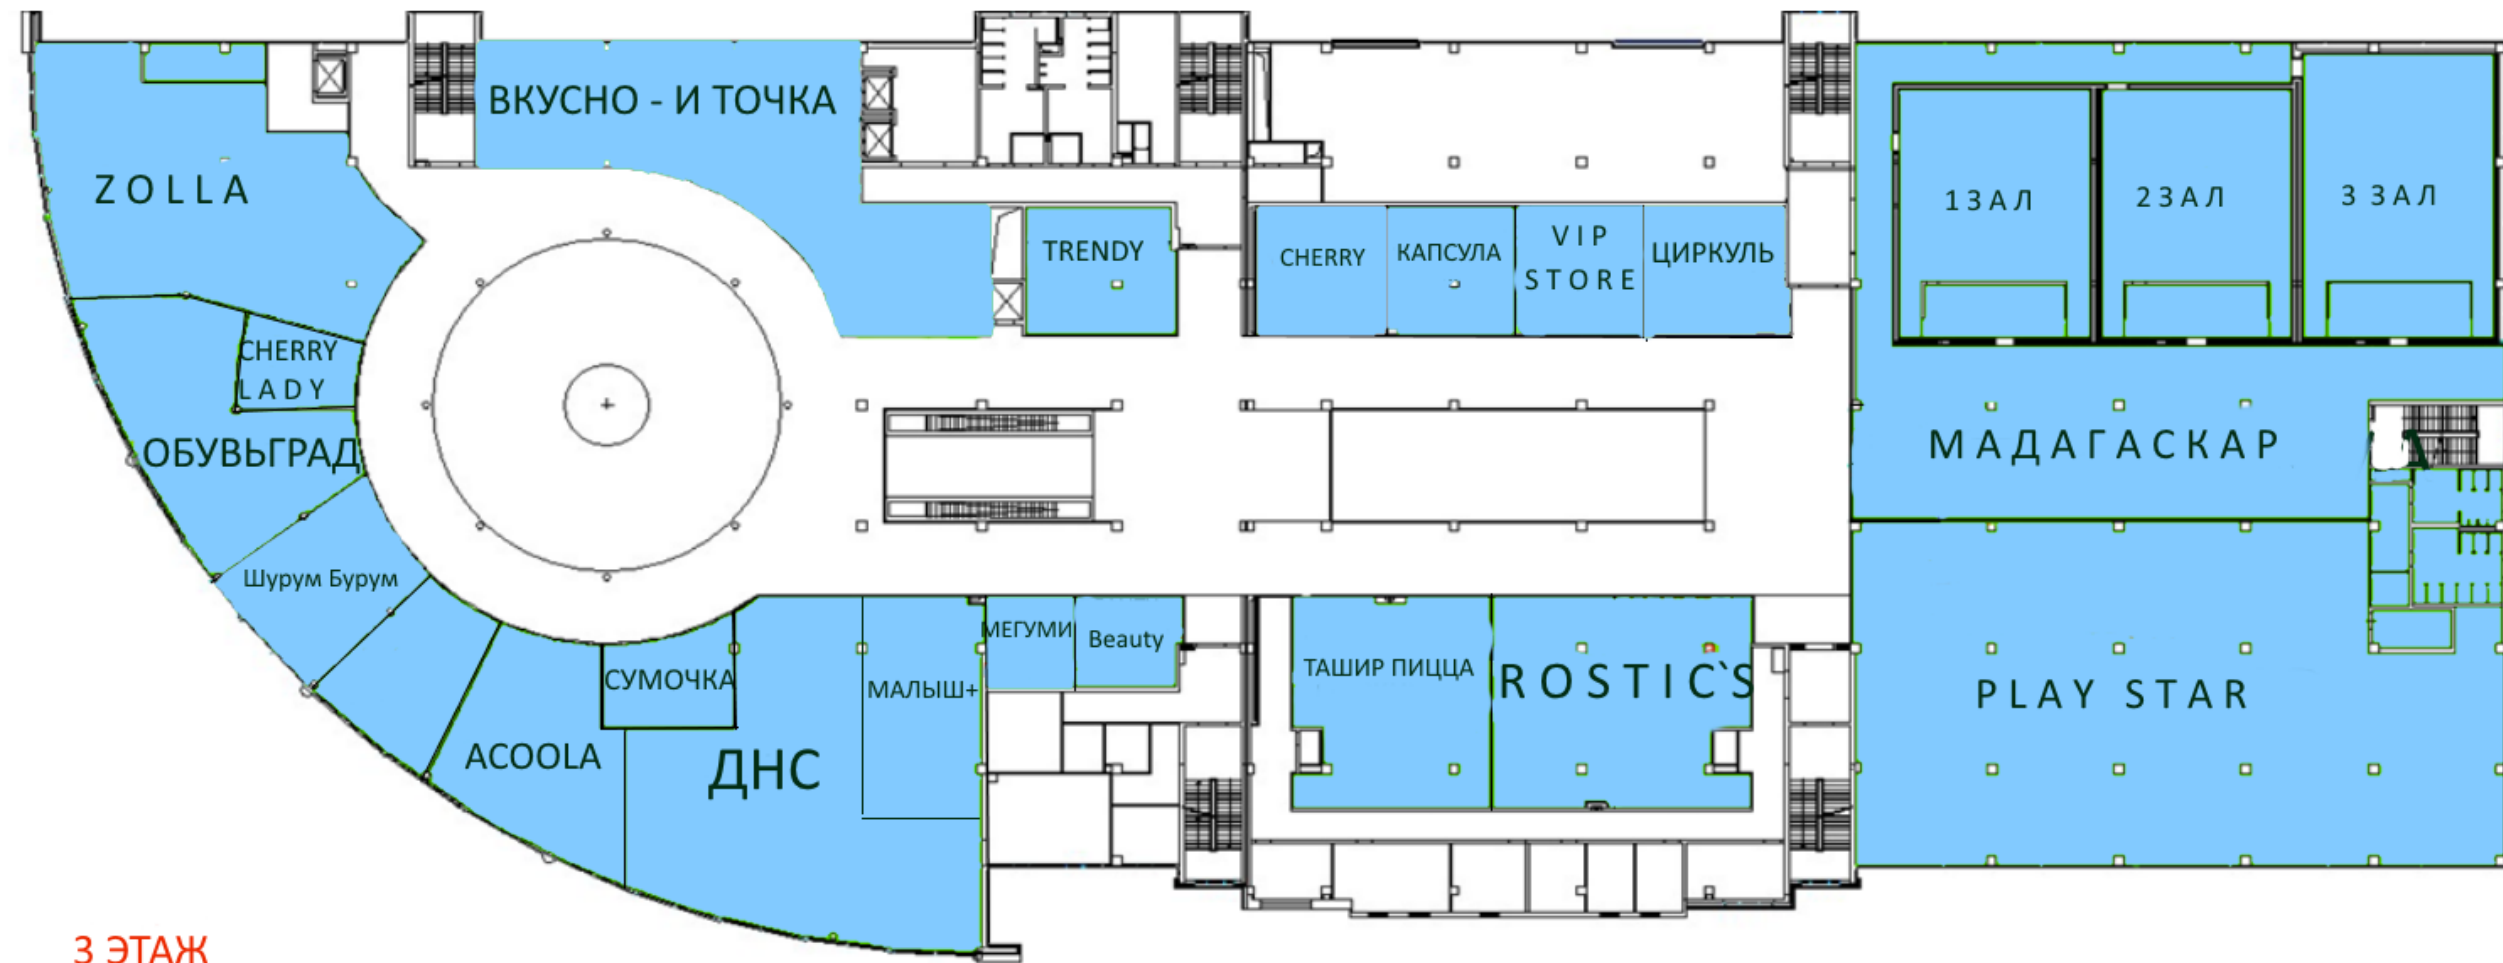 ВКУСНО - И ТОЧКА
ZOLLA
1 ЗАЛ
2 ЗАЛ
3 ЗАЛ
TRENDY
CHERRY
КАПСУЛА
VIP
STORE
ЦИРКУЛЬ
CHERRY
LADY
ОБУВЬГРАД
МАДАГАСКАР
Шурум Бурум
СУМОЧКА
МАЛЫШ+
МЕГУМИ
Beauty
ТАШИР ПИЦЦА
ROSTIC`S
PLAY STAR
ACOOLA
ДНС
3 ЭТАЖ